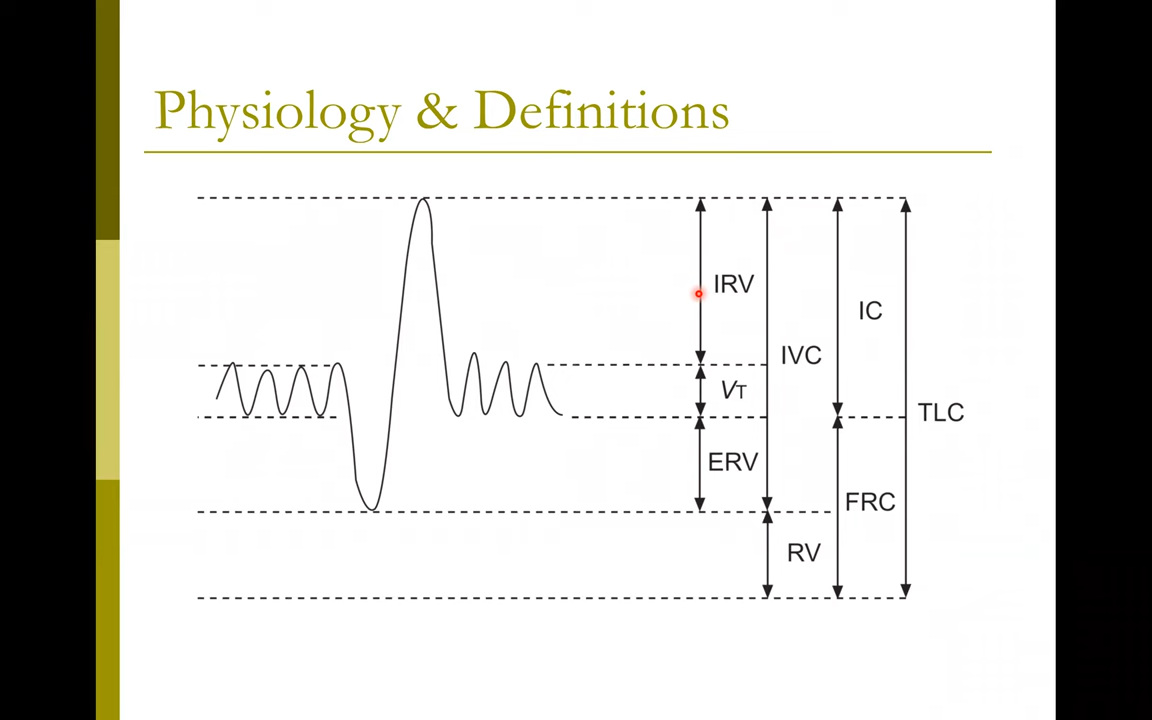 Physiology & Definitions
IRV
IC
IVC
VT
TLC
ERV
FRC
RV